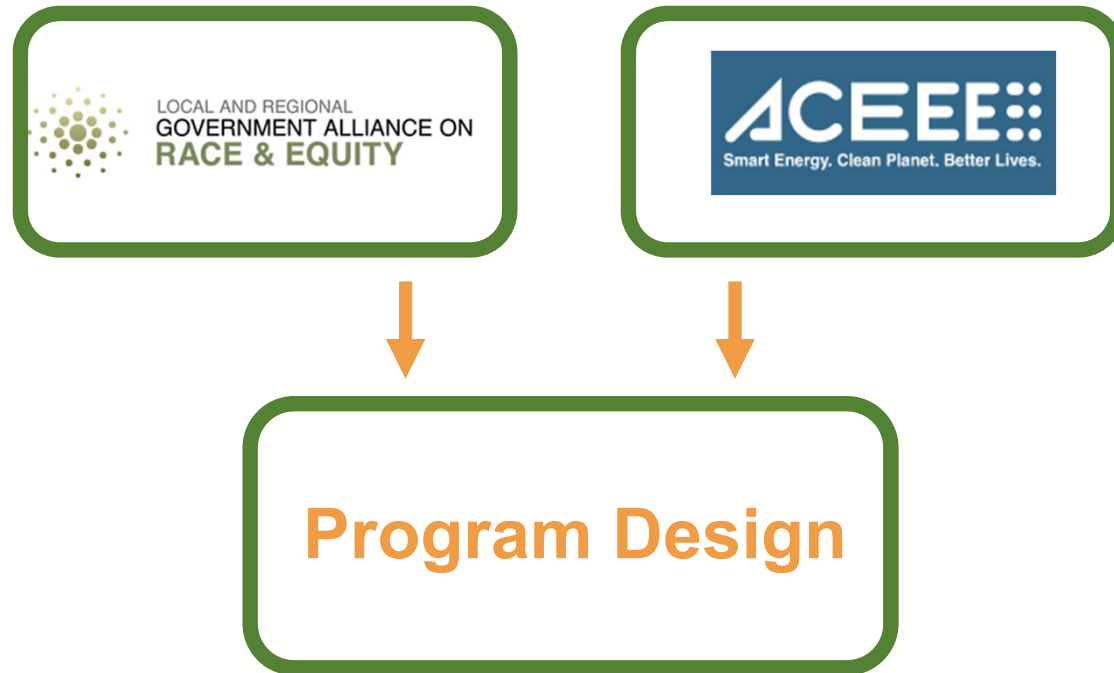 LOCAL AND REGIONAL
GOVERNMENT ALLIANCE ON
RACE & EQUITY
ACEEE
Smart Energy. Clean Planet. Better Lives.
Program Design